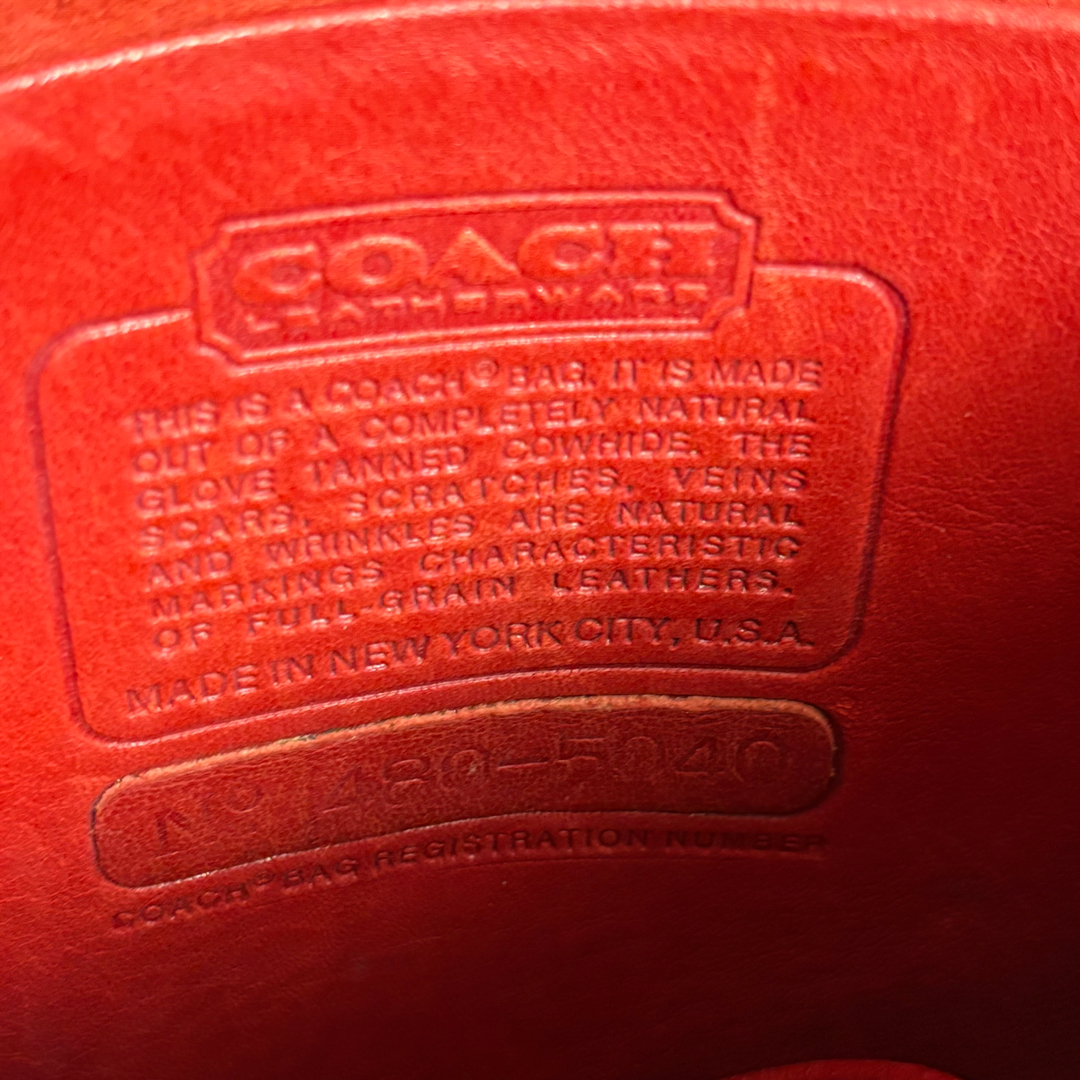 COACH
LEATHERWARE
THIS IS A COACH® BAG. IT IS MADE
OUT OF A COMPLETELY NATURAL
GLOVE TANNED COWHIDE. THE
SCARS, SCRATCHES, VEINS
AND WRINKLES ARE NATURAL
MARKINGS CHARACTERISTIC
OF FULL-GRAIN LEATHERS.
MADE IN NEW YORK CITY, U.S.A.
Nº 480-5040
COACH® BAG REGISTRATION NUMBER